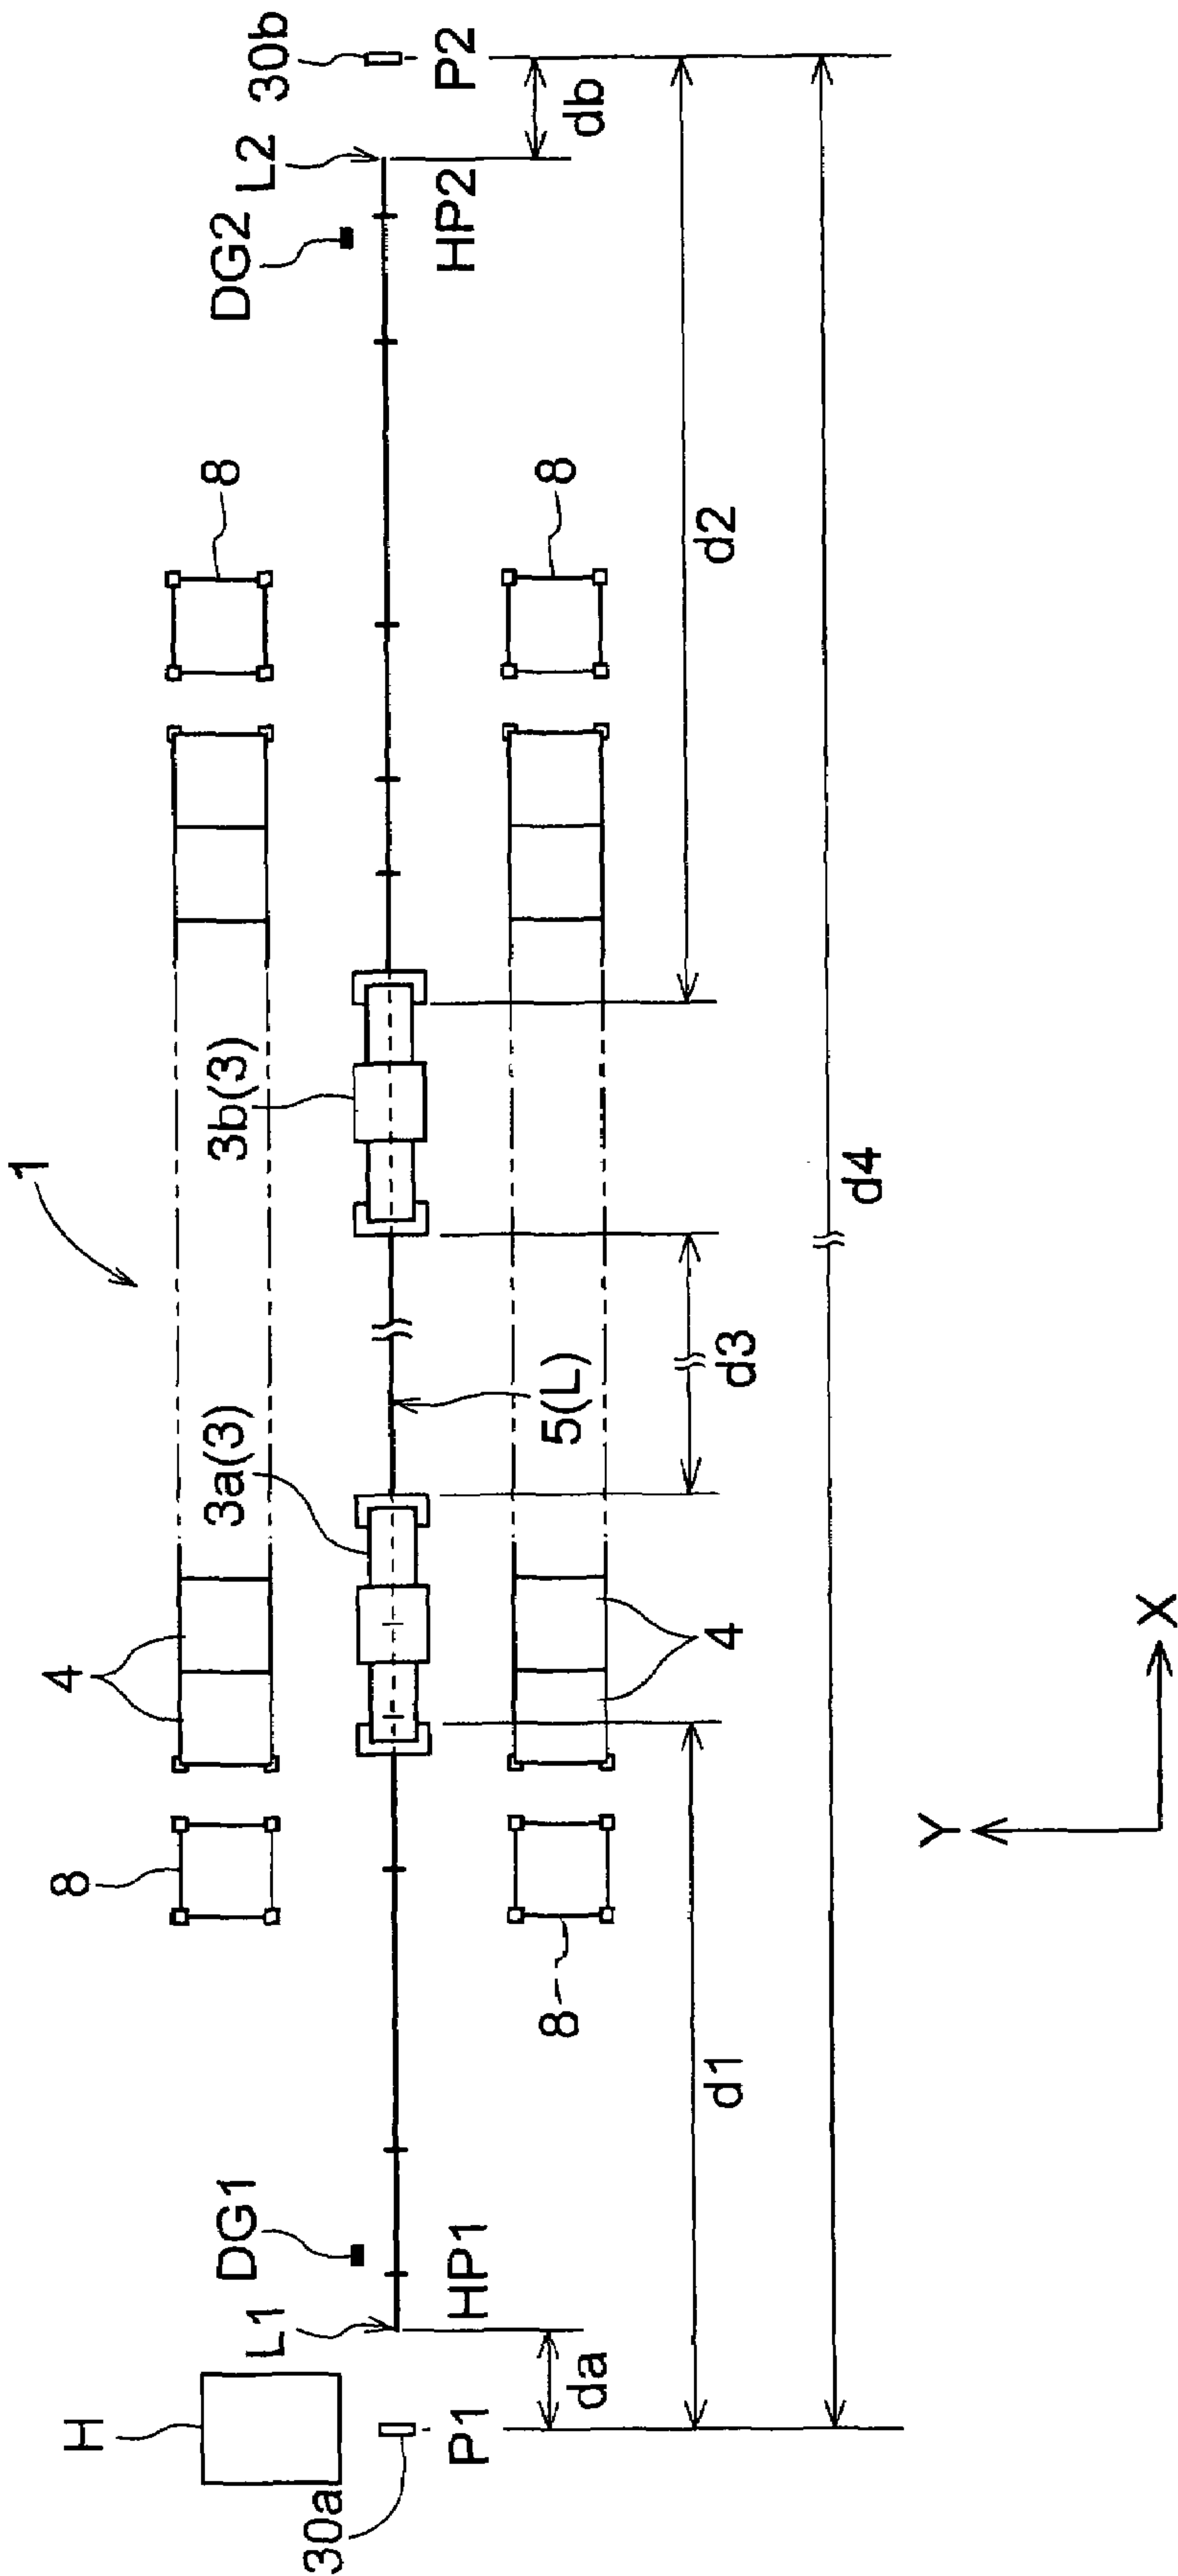 1
H
8
4
L1
DG1
3a(3)
3b(3)
8
DG2
L2
30b
30a
P1
HP1
HP2
P2
8
5(L)
8
da
db
4
d1
d3
d2
d4
Y
X